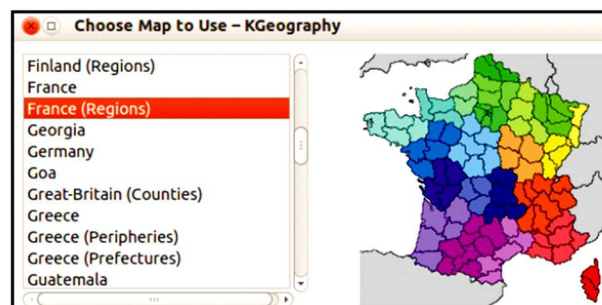 Choose Map to Use – KGeography
Finland (Regions)
France
France (Regions)
Georgia
Germany
Goa
Great-Britain (Counties)
Greece
Greece (Peripheries)
Greece (Prefectures)
Guatemala